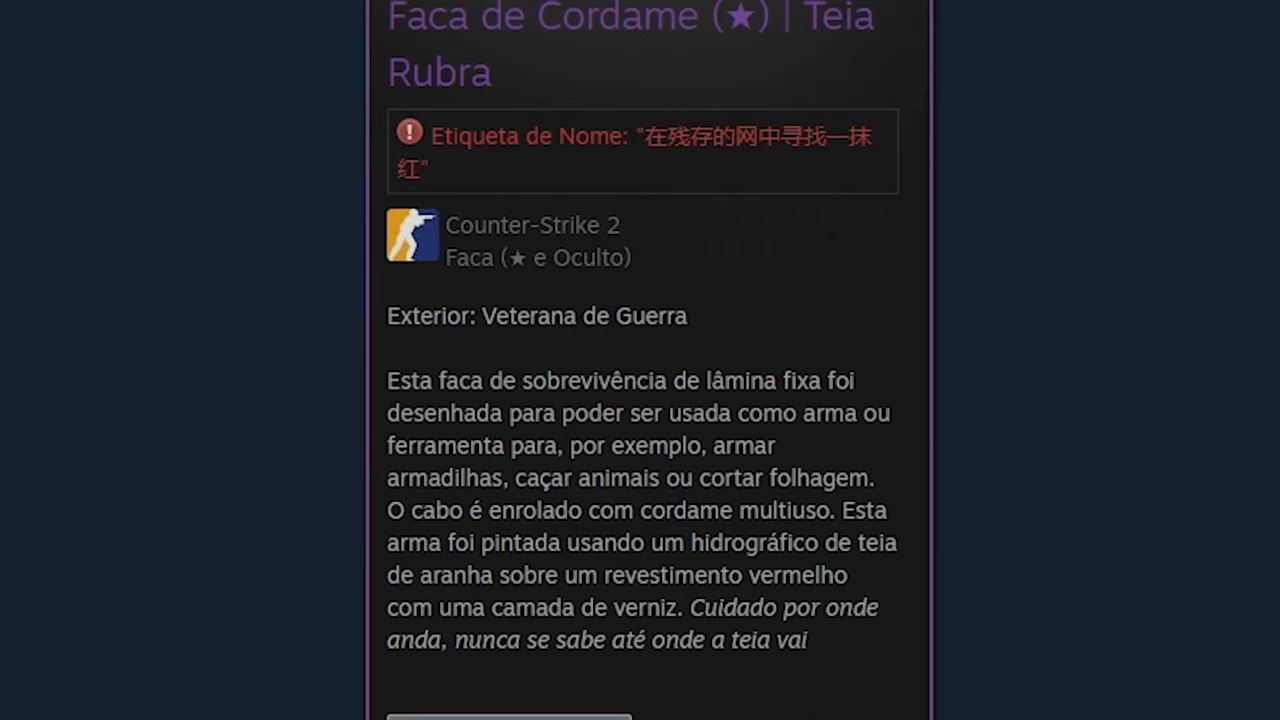 Faca de Cordame (★) | Teia
Rubra
Etiqueta de Nome: "在残存的网中寻找一抹
红"
Counter-Strike 2
Faca (★ e Oculto)
Exterior: Veterana de Guerra
Esta faca de sobrevivência de lâmina fixa foi
desenhada para poder ser usada como arma ou
ferramenta para, por exemplo, armar
armadilhas, caçar animais ou cortar folhagem.
O cabo é enrolado com cordame multiuso. Esta
arma foi pintada usando um hidrográfico de teia
de aranha sobre um revestimento vermelho
com uma camada de verniz. Cuidado por onde
anda, nunca se sabe até onde a teia vai